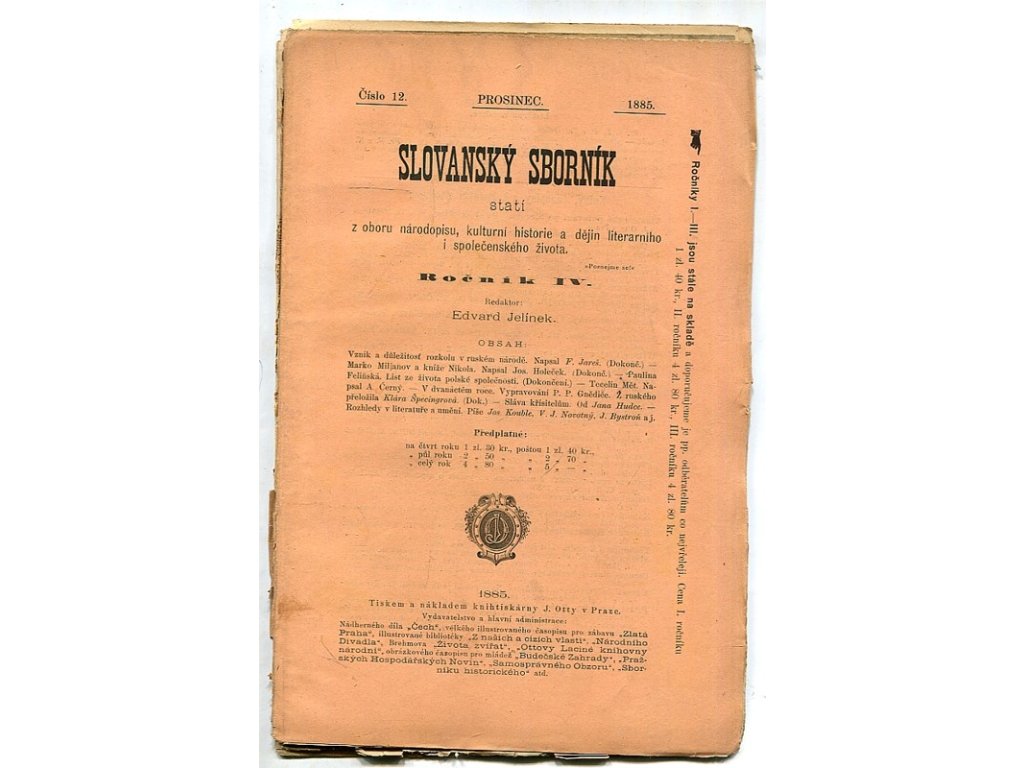 Číslo 12. PROSINEC. 1885.
SLOVANSKÝ SBORNÍK
statí
z oboru národopisu, kulturní historie a dějin literarního
i společenského života.
»Poznejme se!«
Ročník IV.
Redaktor:
Edvard Jelínek.
OBSAH:
Vznik a důležitosť rozkolu v ruském národě. Napsal F. Jareš. (Dokonč.) —
Marko Miljanov a kníže Nikola. Napsal Jos. Holeček. (Dokonč.) — Paulina
Felińská. List ze života polské společnosti. (Dokončení.) — Tecelin Mět. Na-
psal A. Černý. — V dvanáctém roce. Vypravování P. P. Gnědiče. Z ruského
přeložila Klára Špecingrová. (Dok.) — Sláva křísitelům. Od Jana Hudce. —
Rozhledy v literatuře a umění. Píše Jos. Kouble, V. J. Novotný, J. Bystroń a j.
Předplatné:
na čtvrt roku 1 zl. 30 kr., poštou 1 zl. 40 kr.,
„ půl roku 2 „ 50 „ „ 2 „ 70 „
„ celý rok 4 „ 80 „ „ 5 „ — „
1885.
Tiskem a nákladem knihtiskárny J. Otty v Praze.
Vydavatelstvo a hlavní administrace:
Nádherného díla „Čech“, velkého illustrovaného časopisu pro zábavu „Zlatá
Praha“, illustrované bibliotéky „Z našich a cizích vlastí“, „Národního
Divadla“, Brehmova „Života zvířat“, „Ottovy Laciné knihovny
národní“, obrázkového časopisu pro mládež „Budečské Zahrady“, „Praž-
ských Hospodářských Novin“, „Samosprávného Obzoru“, „Sbor-
níku historického“ atd.
Ročníky I—III. jsou stále na skladě a doporučujeme je pp. odběratelům co nejvřeleji. Cena I. ročníku
1 zl. 40 kr., II. ročníku 4 zl. 80 kr., III. ročníku 4 zl. 80 kr.